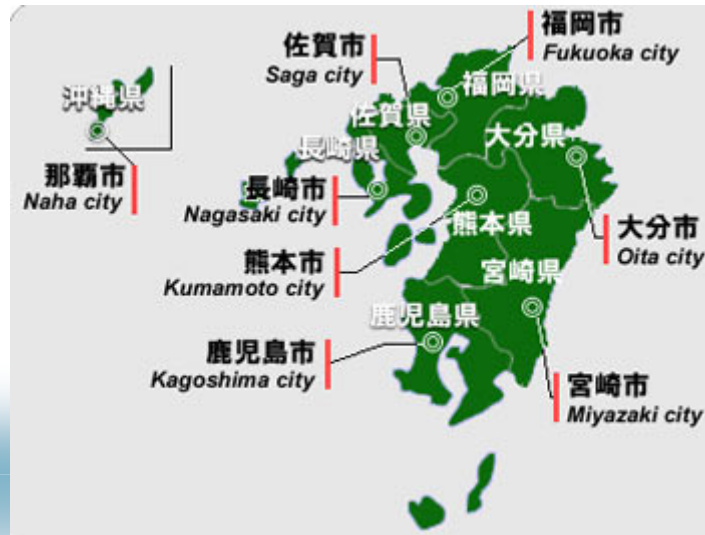 福岡市
Fukuoka city
佐賀市
Saga city
福岡県
沖縄県
佐賀県
大分県
長崎県
那覇市
Naha city
長崎市
Nagasaki city
熊本県
大分市
Oita city
熊本市
Kumamoto city
宮崎県
鹿児島県
鹿児島市
Kagoshima city
宮崎市
Miyazaki city